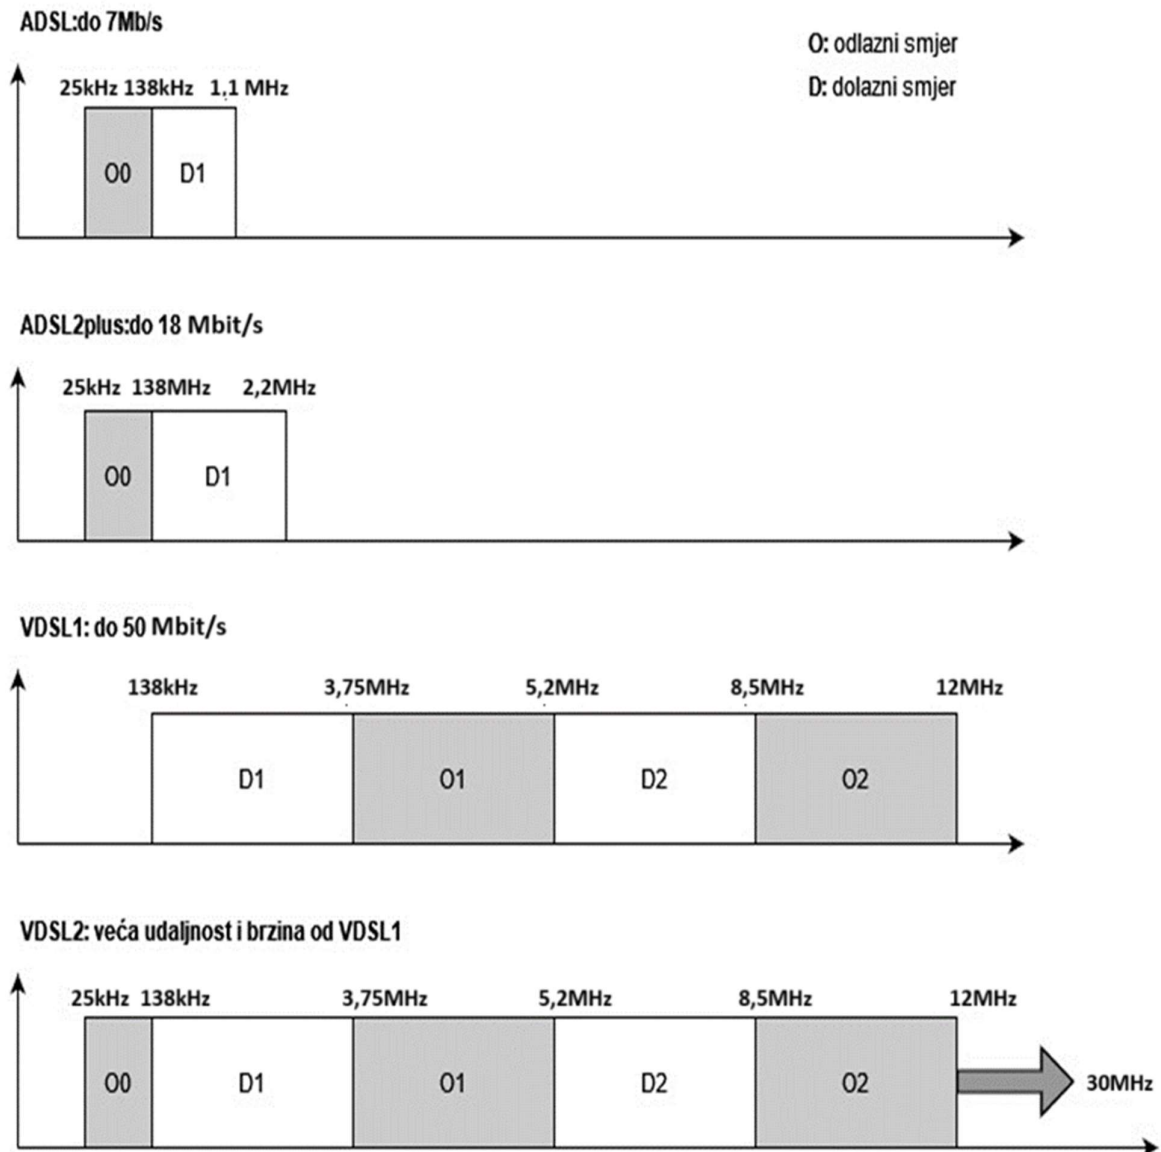 ADSL:do 7Mb/s
O: odlazni smjer
D: dolazni smjer
25kHz 138kHz 1,1 MHz
O0 D1
ADSL2plus:do 18 Mbit/s
25kHz 138MHz 2,2MHz
O0 D1
VDSL1: do 50 Mbit/s
138kHz 3,75MHz 5,2MHz 8,5MHz 12MHz
D1 O1 D2 O2
VDSL2: veća udaljnost i brzina od VDSL1
25kHz 138kHz 3,75MHz 5,2MHz 8,5MHz 12MHz
O0 D1 O1 D2 O2 30MHz